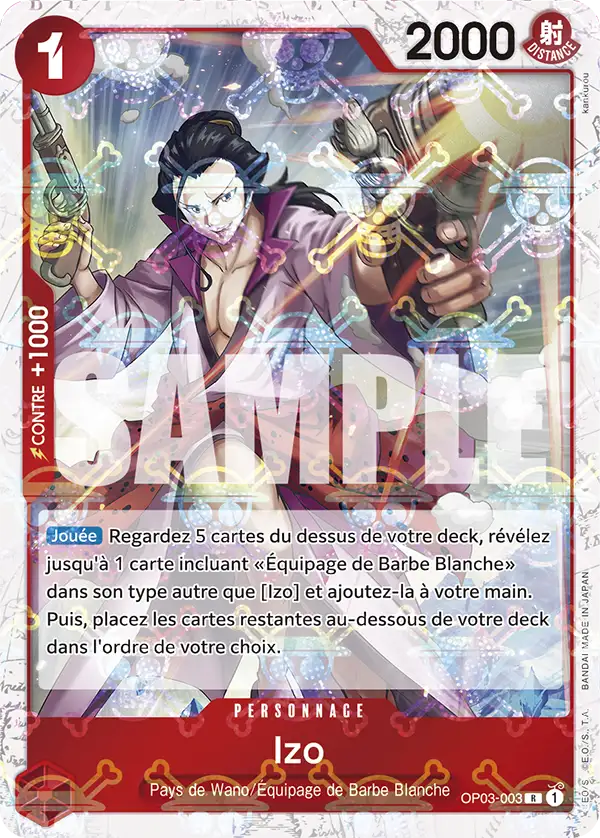 1
2000
射
DISTANCE
kankurou
CONTRE +1000
SAMPLE
Jouée Regardez 5 cartes du dessus de votre deck, révélez
jusqu'à 1 carte incluant «Équipage de Barbe Blanche»
dans son type autre que [Izo] et ajoutez-la à votre main.
Puis, placez les cartes restantes au-dessous de votre deck
dans l'ordre de votre choix.
PERSONNAGE
Izo
Pays de Wano/Équipage de Barbe Blanche
OP03-003 R 1
©E.O./S., T.A. BANDAI MADE IN JAPAN